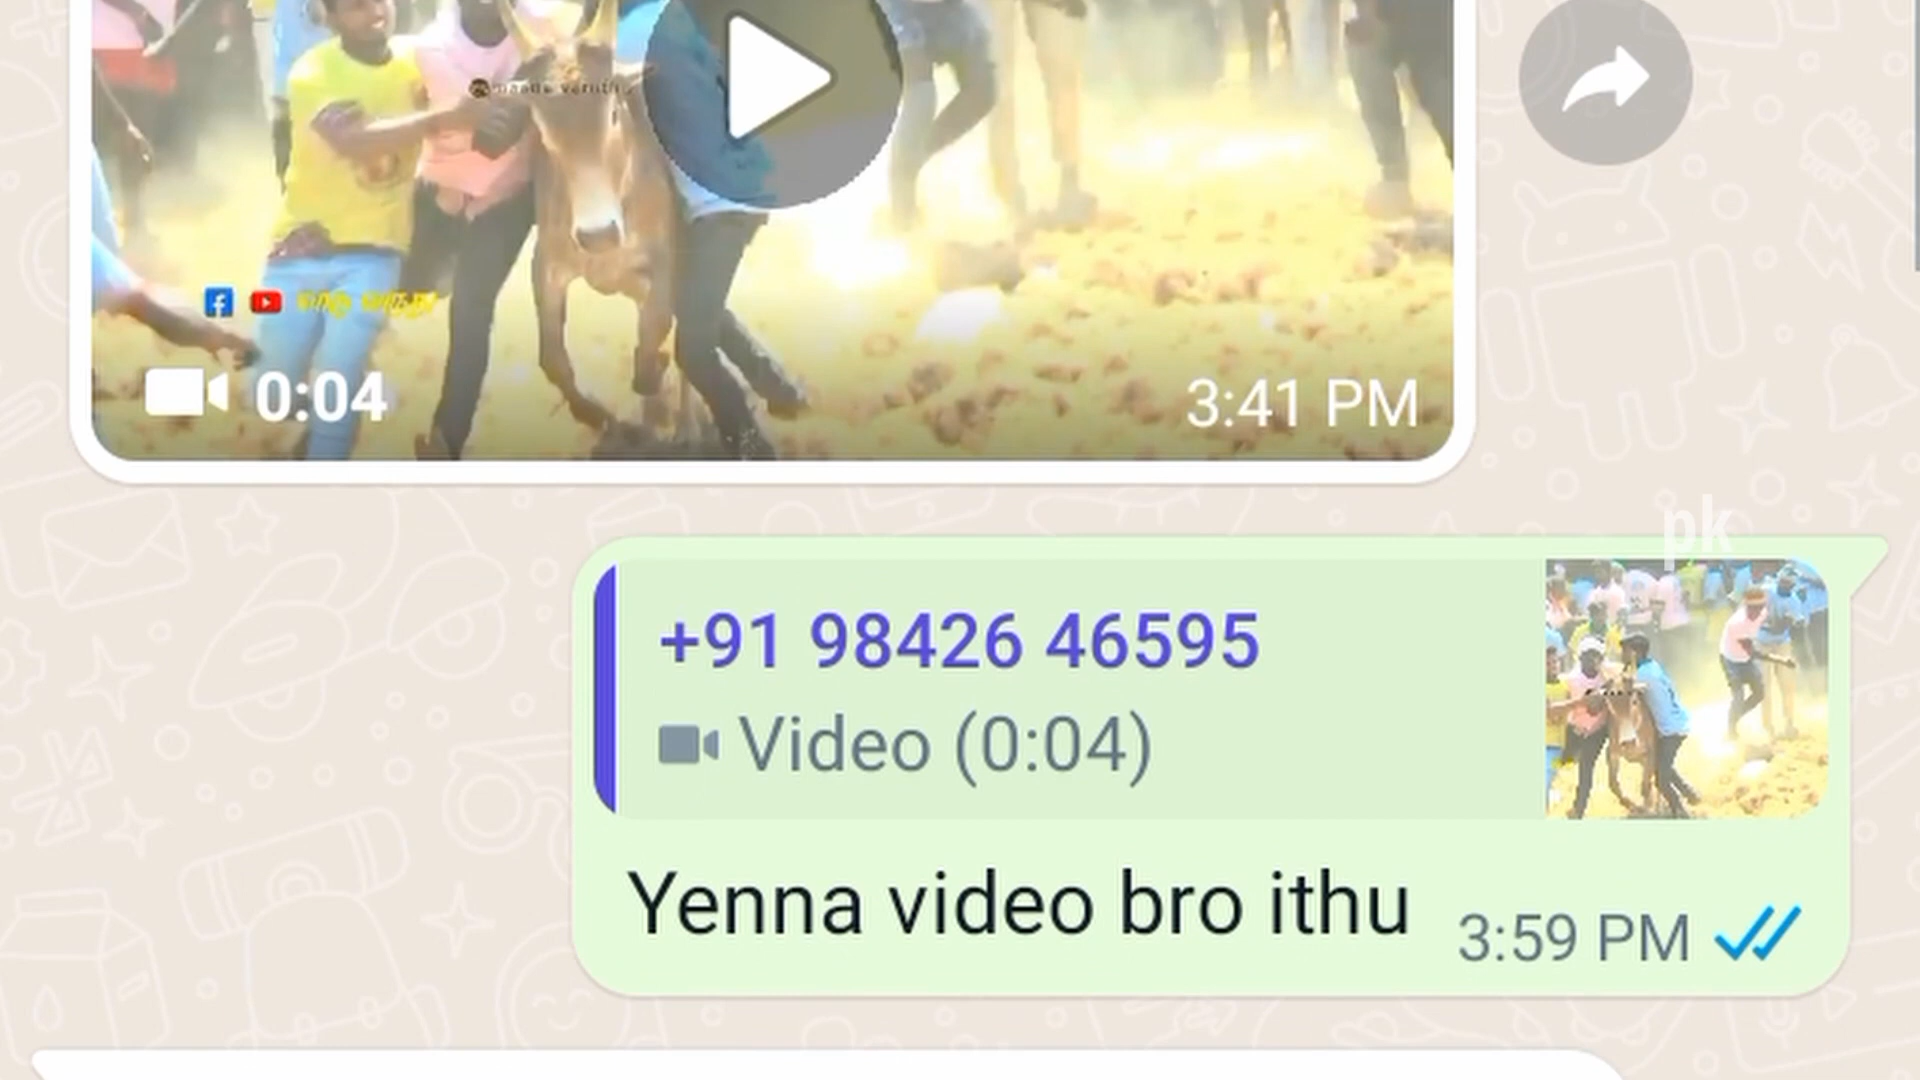 மாடு வருது
0:04
3:41 PM
pk
+91 98426 46595
Video (0:04)
Yenna video bro ithu
3:59 PM